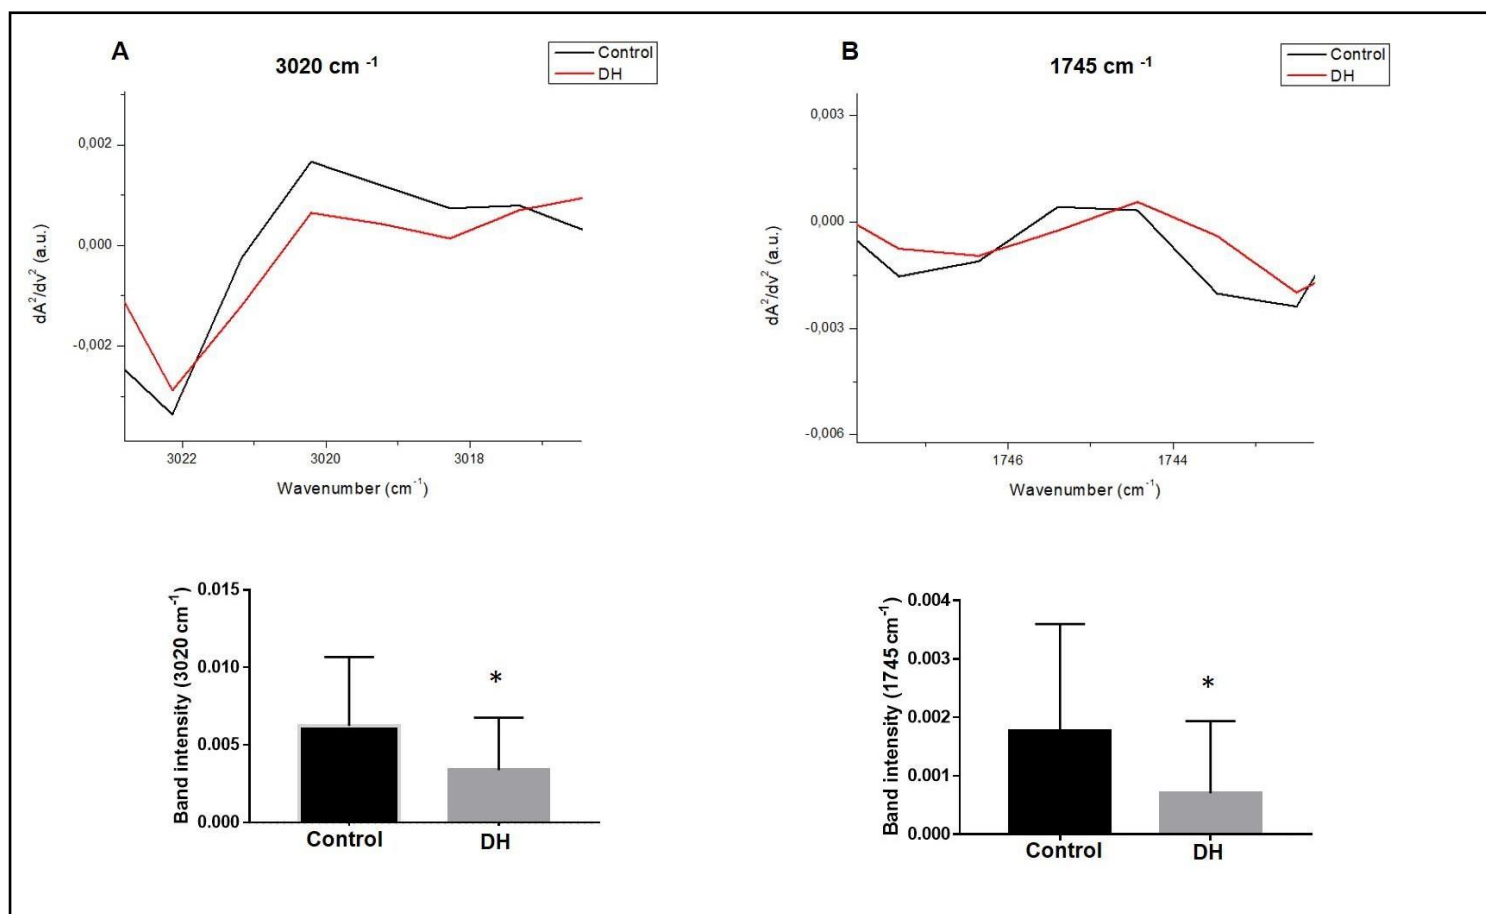 A
3020 cm -1
Control
DH
0,002
0,000
-0,002
dA2/dv2 (a.u.)
3022
3020
3018
Wavenumber (cm-1)
B
1745 cm -1
Control
DH
0,003
0,000
-0,003
-0,006
dA2/dv2 (a.u.)
1746
1744
Wavenumber (cm-1)
Band intensity (3020 cm-1)
0.015
0.010
0.005
0.000
*
Control
DH
Band intensity (1745 cm-1)
0.004
0.003
0.002
0.001
0.000
*
Control
DH